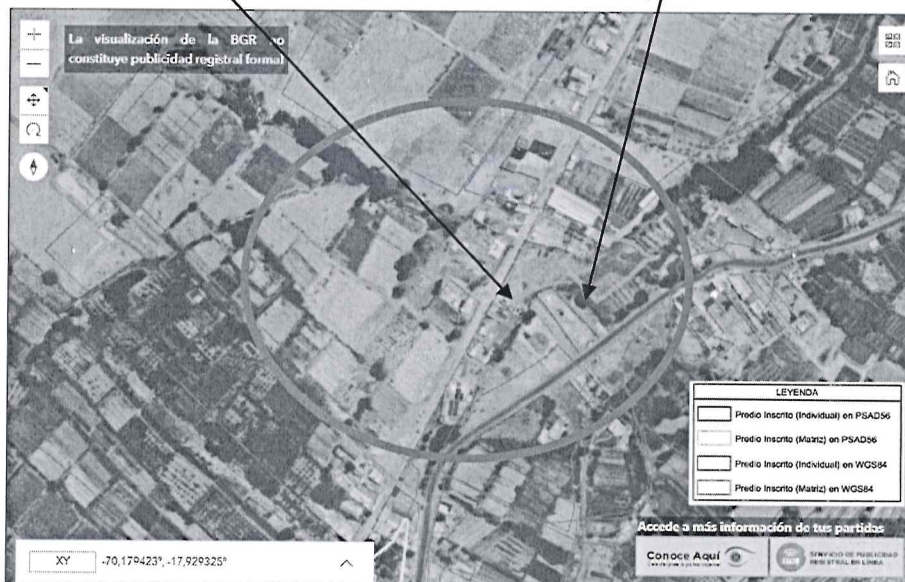 La visualización de la BGR no
constituye publicidad registral formal
LEYENDA
Predio Inscrito (Individual) en PSAD56
Predio Inscrito (Matriz) en PSAD56
Predio Inscrito (Individual) en WGS84
Predio Inscrito (Matriz) en WGS84
Accede a más información de tus partidas
Conoce Aquí
SERVICIO DE PUBLICIDAD
REGISTRAL EN LÍNEA
XY -70,179423°, -17,929325°